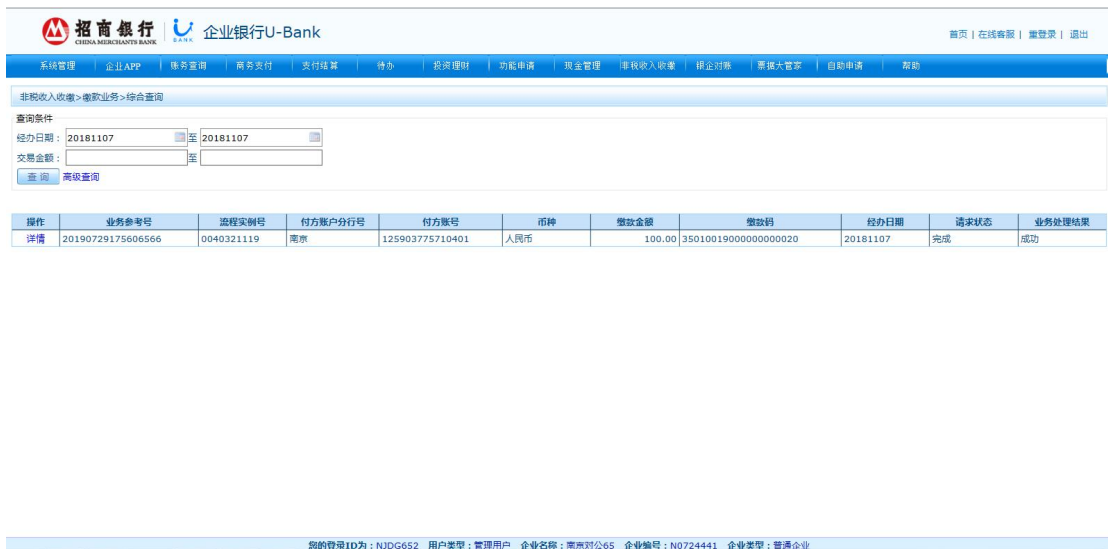 招商银行 企业银行U-Bank
CHINA MERCHANTS BANK BANK
首页 | 在线客服 | 重登录 | 退出
系统管理 企业APP 账务查询 商务支付 支付结算 待办 投资理财 功能申请 现金管理 非税收入收缴 银企对账 票据大管家 自助申请 帮助
非税收入收缴>缴款业务>综合查询
查询条件
经办日期： 20181107 至 20181107
交易金额： 至
查 询 高级查询
操作 业务参考号 流程实例号 付方账户分行号 付方账号 币种 缴款金额 缴款码 经办日期 请求状态 业务处理结果
详情 20190729175606566 0040321119 南京 125903775710401 人民币 100.00 35010019000000000020 20181107 完成 成功
您的登录ID为：NJDG652 用户类型：管理用户 企业名称：南京对公65 企业编号：N0724441 企业类型：普通企业